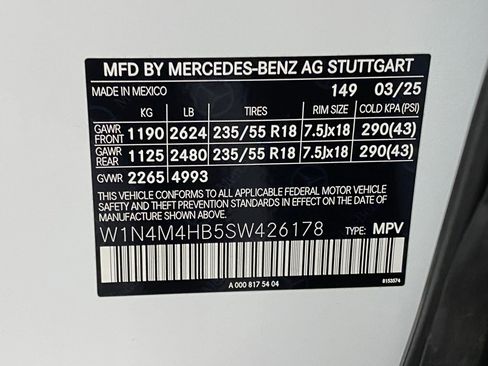 MFD BY MERCEDES-BENZ AG STUTTGART
MADE IN MEXICO 149 03/25
KG LB TIRES RIM SIZE COLD KPA (PSI)
GAWR FRONT 1190 2624 235/55 R18 7.5Jx18 290(43)
GAWR REAR 1125 2480 235/55 R18 7.5Jx18 290(43)
GVWR 2265 4993
THIS VEHICLE CONFORMS TO ALL APPLICABLE FEDERAL MOTOR VEHICLE
SAFETY AND THEFT PREVENTION STANDARDS IN EFFECT ON THE DATE OF
MANUFACTURE SHOWN ABOVE.
W1N4M4HB5SW426178 TYPE: MPV
A 000 817 54 04
8153574